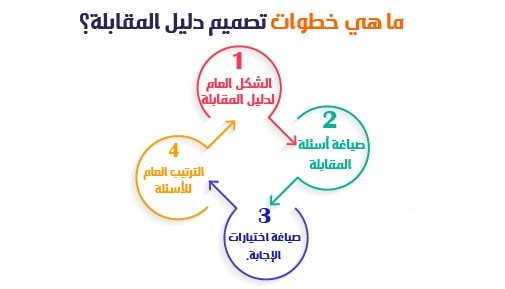 ما هي خطوات تصميم دليل المقابلة؟
1
الشكل العام
لدليل المقابلة
2
صياغة أسئلة
المقابلة
3
صياغة اختيارات
الإجابة.
4
الترتيب العام
للأسئلة